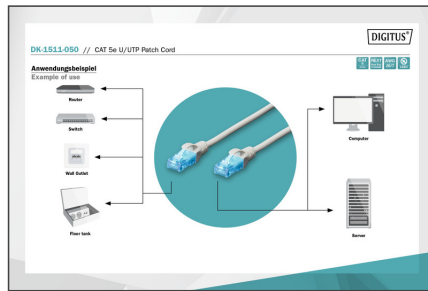 DIGITUS®
DK-1511-050 // CAT 5e U/UTP Patch Cord
Anwendungsbeispiel
Example of use
Router
Switch
Wall Outlet
Floor tank
Computer
Server